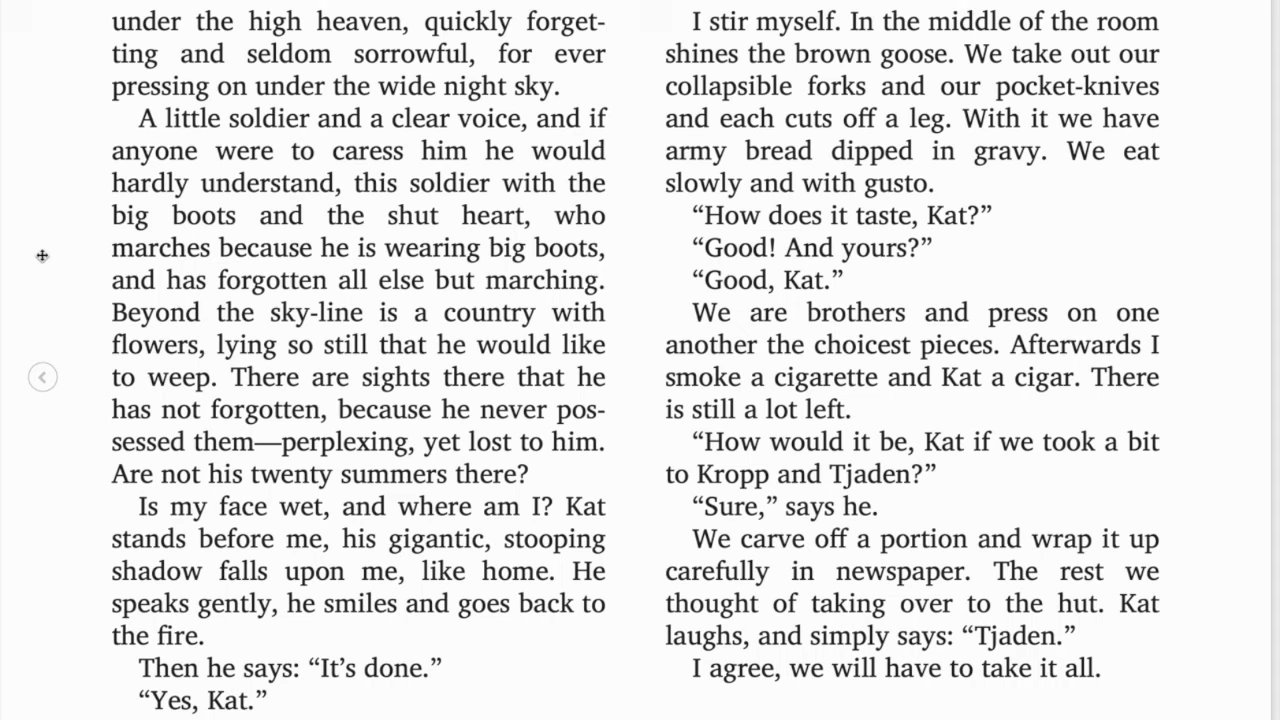 under the high heaven, quickly forget-
ting and seldom sorrowful, for ever
pressing on under the wide night sky.
A little soldier and a clear voice, and if
anyone were to caress him he would
hardly understand, this soldier with the
big boots and the shut heart, who
marches because he is wearing big boots,
and has forgotten all else but marching.
Beyond the sky-line is a country with
flowers, lying so still that he would like
to weep. There are sights there that he
has not forgotten, because he never pos-
sessed them—perplexing, yet lost to him.
Are not his twenty summers there?
Is my face wet, and where am I? Kat
stands before me, his gigantic, stooping
shadow falls upon me, like home. He
speaks gently, he smiles and goes back to
the fire.
Then he says: “It’s done.”
“Yes, Kat.”
I stir myself. In the middle of the room
shines the brown goose. We take out our
collapsible forks and our pocket-knives
and each cuts off a leg. With it we have
army bread dipped in gravy. We eat
slowly and with gusto.
“How does it taste, Kat?”
“Good! And yours?”
“Good, Kat.”
We are brothers and press on one
another the choicest pieces. Afterwards I
smoke a cigarette and Kat a cigar. There
is still a lot left.
“How would it be, Kat if we took a bit
to Kropp and Tjaden?”
“Sure,” says he.
We carve off a portion and wrap it up
carefully in newspaper. The rest we
thought of taking over to the hut. Kat
laughs, and simply says: “Tjaden.”
I agree, we will have to take it all.